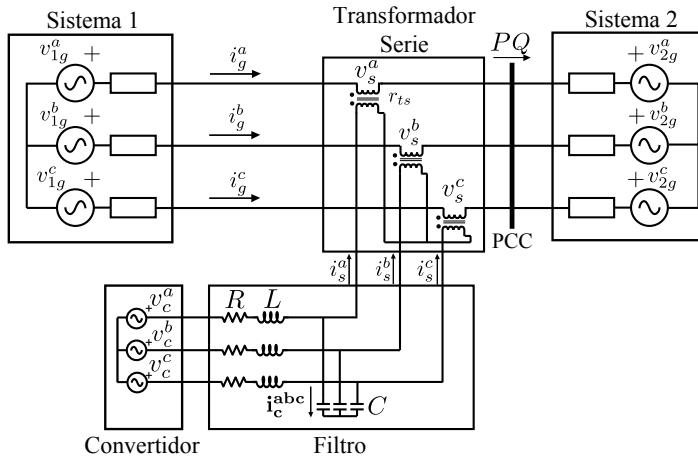 Sistema 1
Transformador
Serie
Sistema 2
v_{1g}^a +
i_g^a
v_s^a
PQ
+ v_{2g}^a
r_{ts}
v_{1g}^b +
i_g^b
v_s^b
+ v_{2g}^b
v_{1g}^c +
i_g^c
v_s^c
+ v_{2g}^c
PCC
i_s^a
i_s^b
i_s^c
+ v_c^a
R
L
+ v_c^b
+ v_c^c
i_c^{abc}
C
Convertidor
Filtro